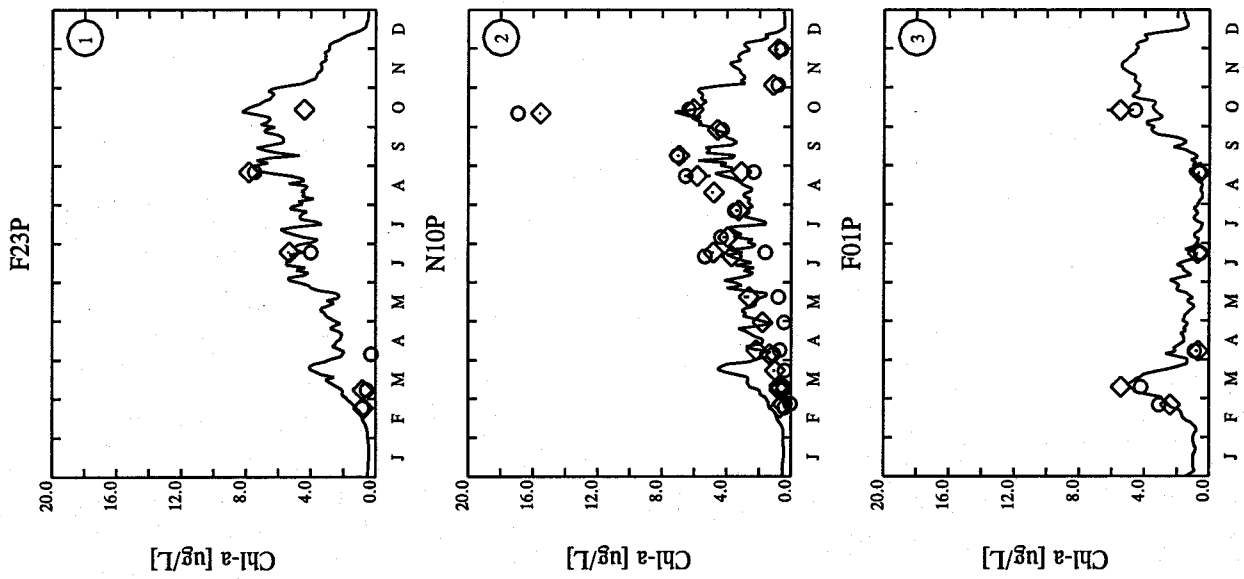 F23P
1
Chl-a [ug/L]
20.0
16.0
12.0
8.0
4.0
0.0
J F M A M J J A S O N D
N10P
2
Chl-a [ug/L]
20.0
16.0
12.0
8.0
4.0
0.0
J F M A M J J A S O N D
F01P
3
Chl-a [ug/L]
20.0
16.0
12.0
8.0
4.0
0.0
J F M A M J J A S O N D